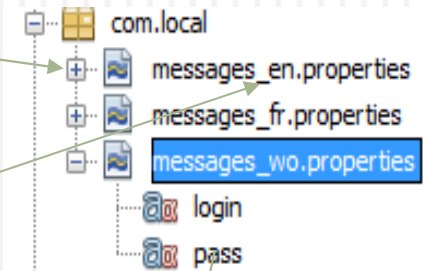 com.local
messages_en.properties
messages_fr.properties
messages_wo.properties
login
pass